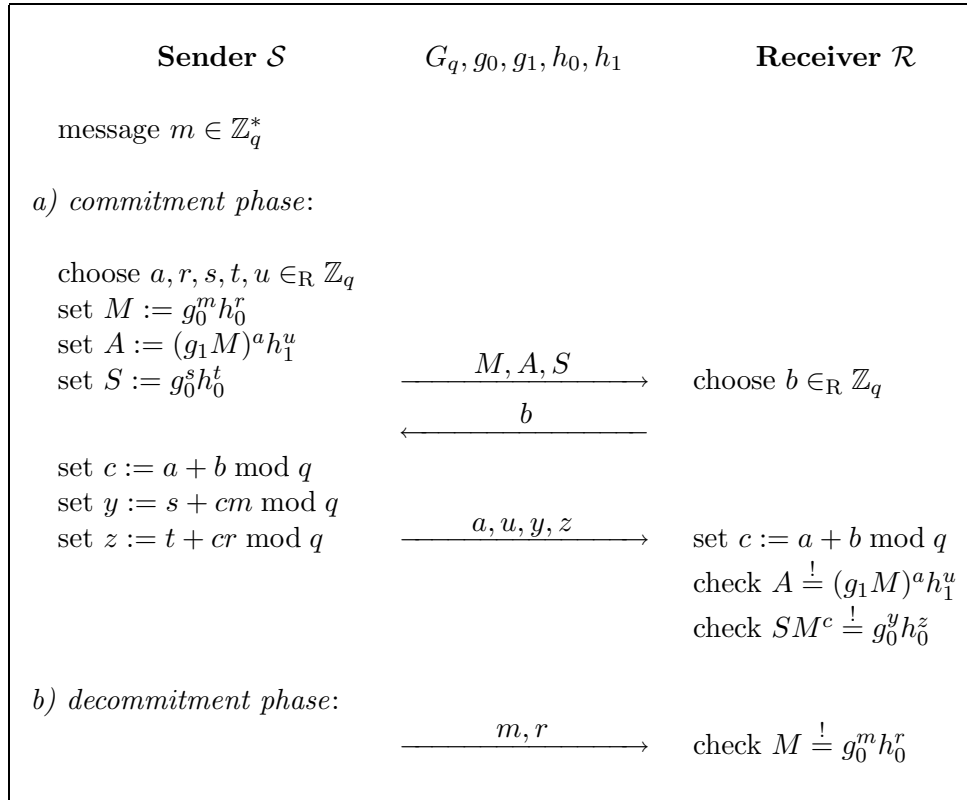 Sender 𝒮 G_q, g_0, g_1, h_0, h_1 Receiver ℛ
message m ∈ ℤ_q^*
a) commitment phase:
choose a, r, s, t, u ∈_R ℤ_q
set M := g_0^m h_0^r
set A := (g_1 M)^a h_1^u
set S := g_0^s h_0^t M, A, S choose b ∈_R ℤ_q
b
set c := a + b mod q
set y := s + cm mod q
set z := t + cr mod q a, u, y, z set c := a + b mod q
check A =^! (g_1 M)^a h_1^u
check SM^c =^! g_0^y h_0^z
b) decommitment phase:
m, r check M =^! g_0^m h_0^r